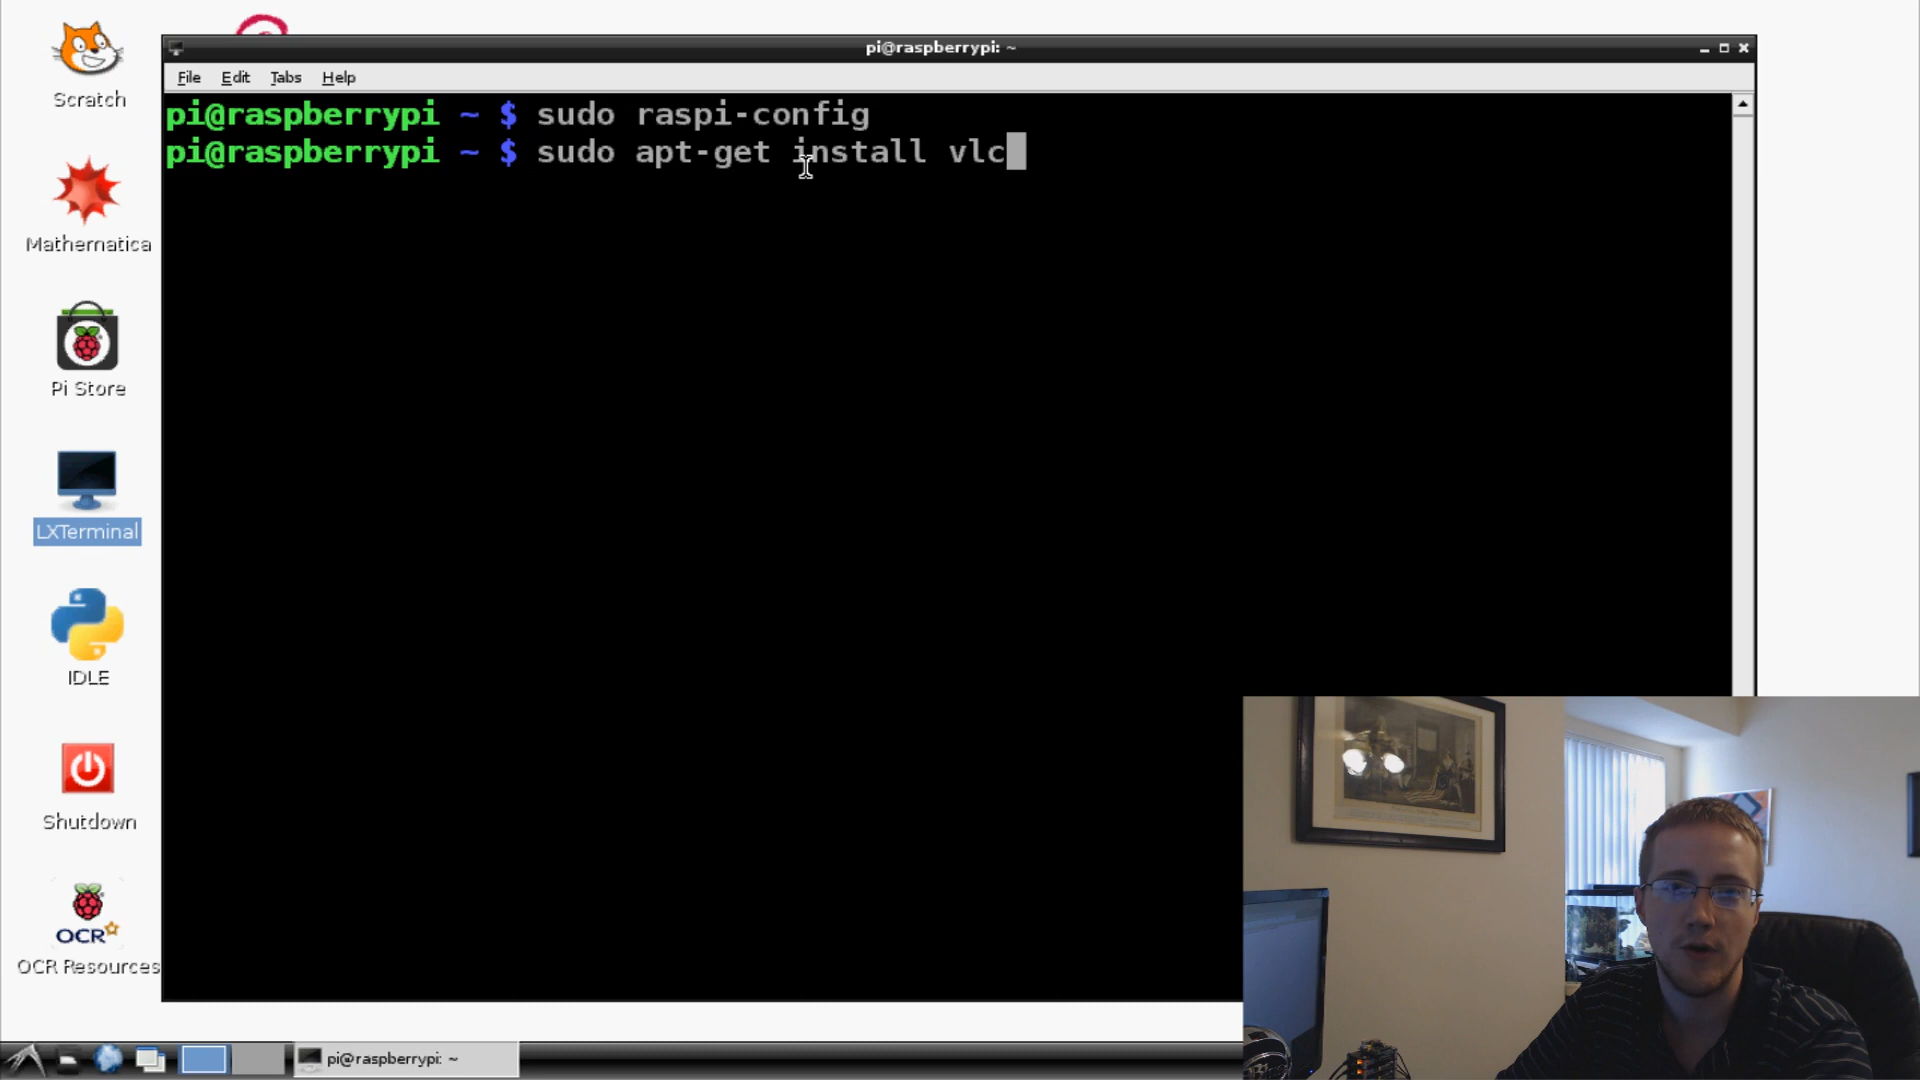 pi@raspberrypi: ~
File Edit Tabs Help
pi@raspberrypi ~ $ sudo raspi-config
pi@raspberrypi ~ $ sudo apt-get install vlc
Scratch
Mathematica
Pi Store
LXTerminal
IDLE
Shutdown
OCR
OCR Resources
pi@raspberrypi: ~